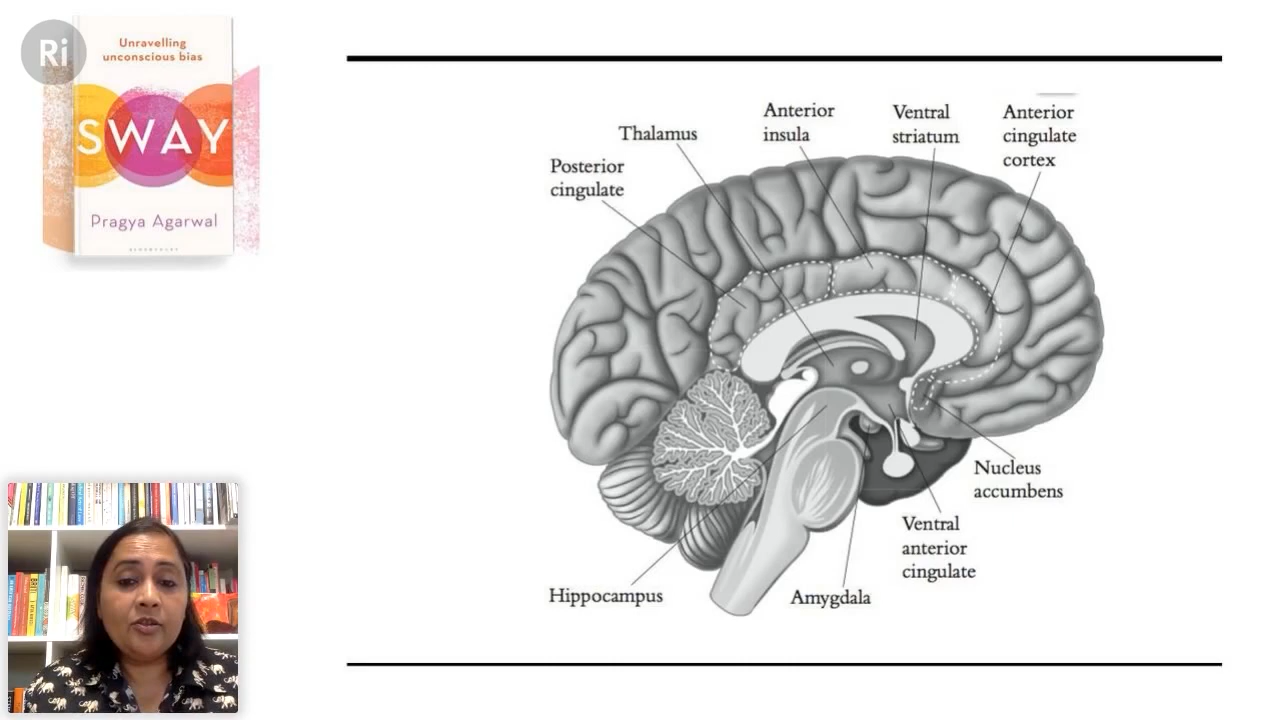 Ri
Unravelling
unconscious bias
SWAY
Pragya Agarwal
BLOOMSBURY
Anterior
insula
Ventral
striatum
Anterior
cingulate
cortex
Thalamus
Posterior
cingulate
Nucleus
accumbens
Ventral
anterior
cingulate
Hippocampus
Amygdala